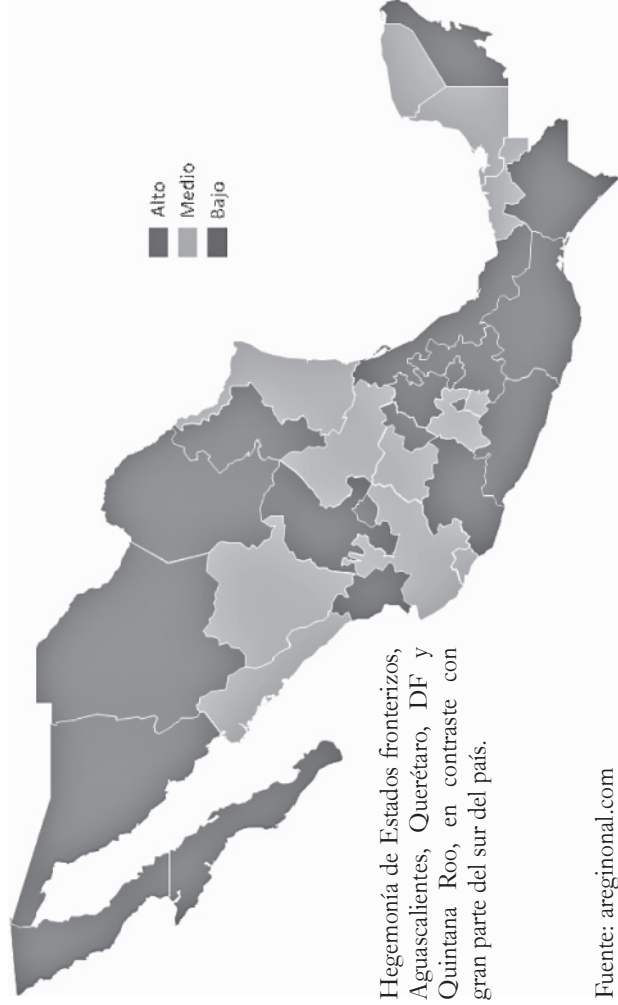 Alto
Medio
Bajo
Hegemonía de Estados fronterizos,
Aguascalientes, Querétaro, DF y
Quintana Roo, en contraste con
gran parte del sur del país.
Fuente: areginonal.com